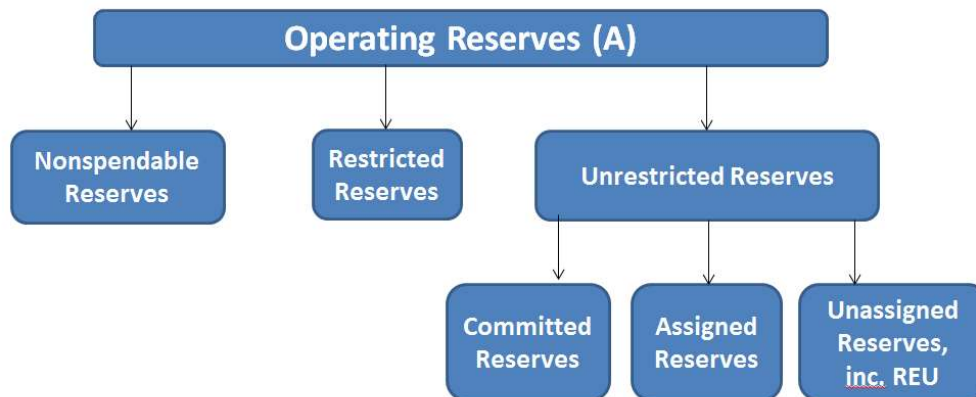 Operating Reserves (A)
Nonspendable
Reserves
Restricted
Reserves
Unrestricted Reserves
Committed
Reserves
Assigned
Reserves
Unassigned
Reserves,
inc. REU